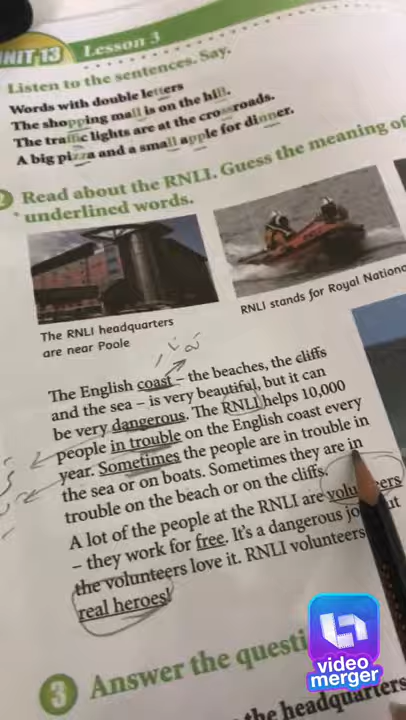 UNIT 13 Lesson 3
Listen to the sentences. Say.
Words with double letters
The shopping mall is on the hill.
The traffic lights are at the crossroads.
A big pizza and a small apple for dinner.
Read about the RNLI. Guess the meaning of
underlined words.
The RNLI headquarters
are near Poole
RNLI stands for Royal Nationa
The English coast – the beaches, the cliffs
and the sea – is very beautiful, but it can
be very dangerous. The RNLI helps 10,000
people in trouble on the English coast every
year. Sometimes the people are in trouble in
the sea or on boats. Sometimes they are in
trouble on the beach or on the cliffs.
A lot of the people at the RNLI are
– they work for free. It's a dangerous
the volunteers love it. RNLI volunteers
real heroes!
3 Answer the questi
the headquarters
video
merger